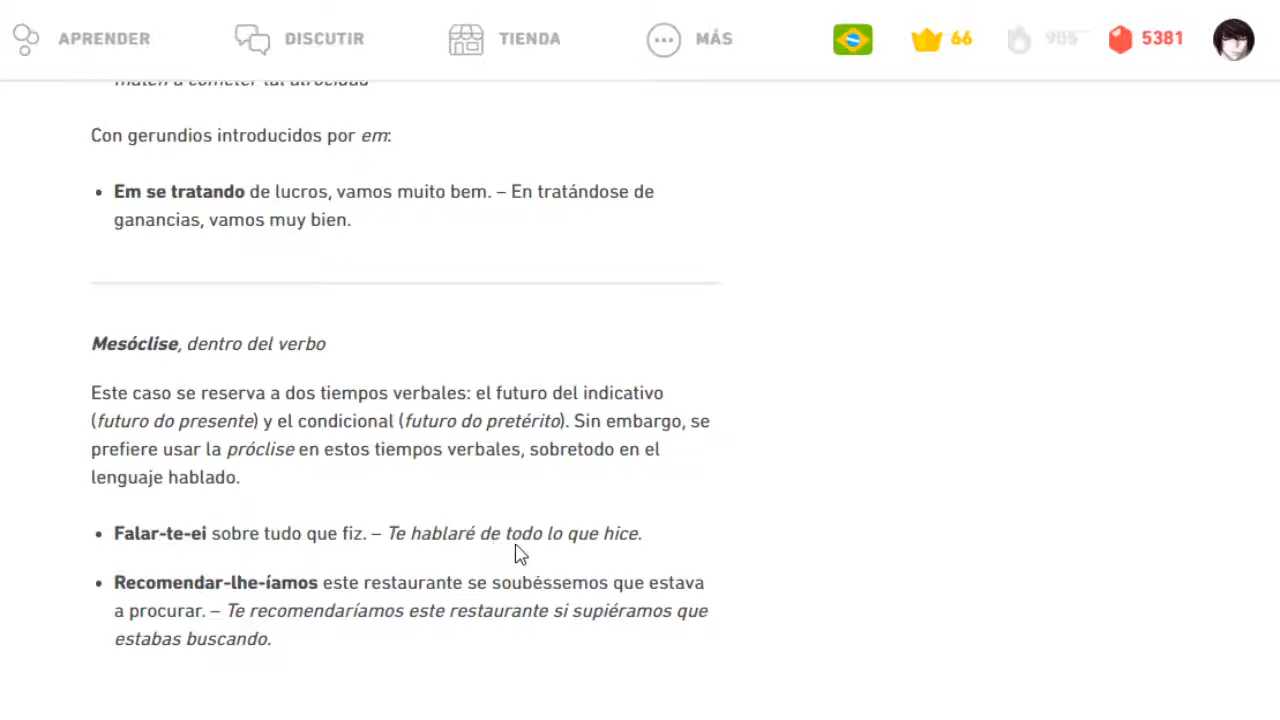 APRENDER DISCUTIR TIENDA MÁS 66 985 5381
maten a cometer tal atrocidad
Con gerundios introducidos por em:
• Em se tratando de lucros, vamos muito bem. – En tratándose de
ganancias, vamos muy bien.
Mesóclise, dentro del verbo
Este caso se reserva a dos tiempos verbales: el futuro del indicativo
(futuro do presente) y el condicional (futuro do pretérito). Sin embargo, se
prefiere usar la próclise en estos tiempos verbales, sobretodo en el
lenguaje hablado.
• Falar-te-ei sobre tudo que fiz. – Te hablaré de todo lo que hice.
• Recomendar-lhe-íamos este restaurante se soubéssemos que estava
a procurar. – Te recomendaríamos este restaurante si supiéramos que
estabas buscando.